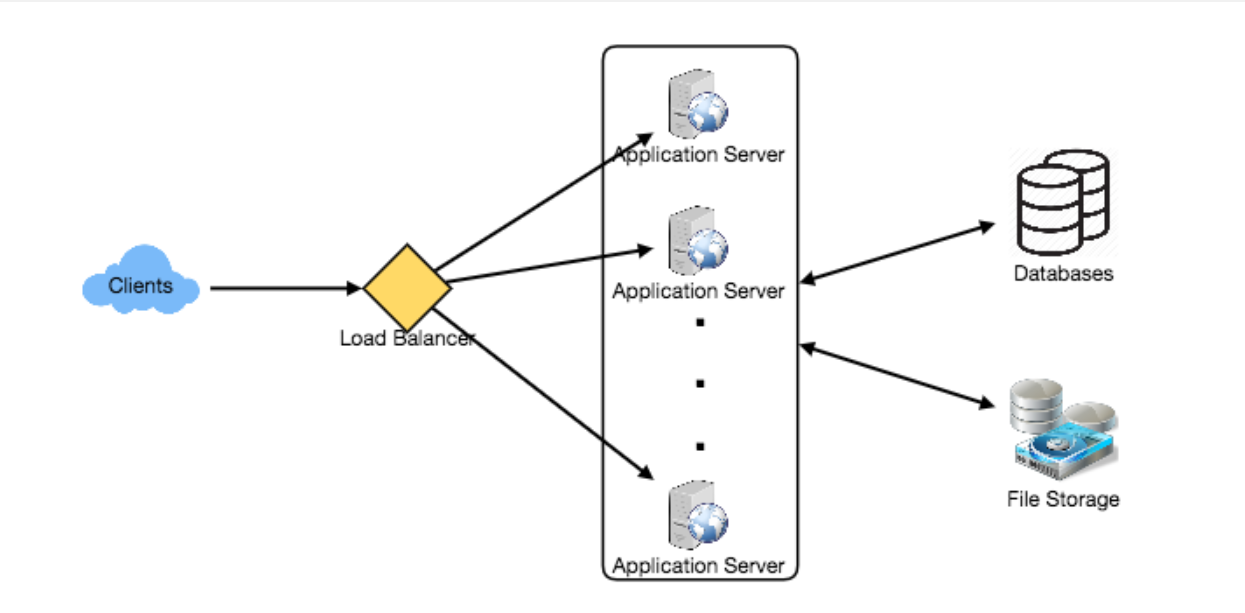 Clients
Load Balancer
Application Server
Application Server
Application Server
Databases
File Storage